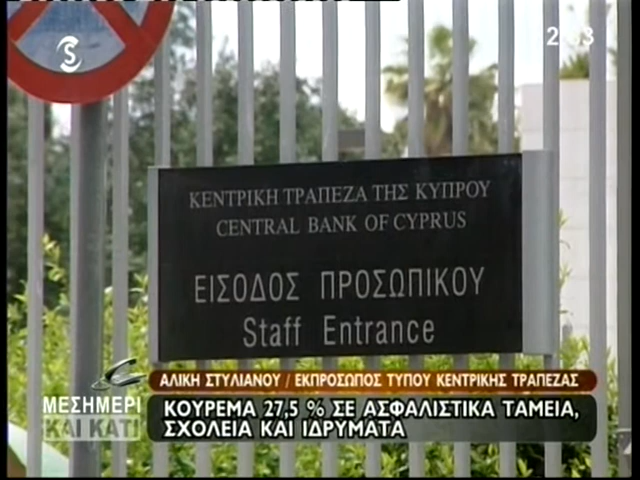 ΚΕΝΤΡΙΚΗ ΤΡΑΠΕΖΑ ΤΗΣ ΚΥΠΡΟΥ
CENTRAL BANK OF CYPRUS
ΕΙΣΟΔΟΣ ΠΡΟΣΩΠΙΚΟΥ
Staff Entrance
ΑΛΙΚΗ ΣΤΥΛΙΑΝΟΥ / ΕΚΠΡΟΣΩΠΟΣ ΤΥΠΟΥ ΚΕΝΤΡΙΚΗΣ ΤΡΑΠΕΖΑΣ
ΜΕΣΗΜΕΡΙ
ΚΑΙ ΚΑΤΙ
ΚΟΥΡΕΜΑ 27,5 % ΣΕ ΑΣΦΑΛΙΣΤΙΚΑ ΤΑΜΕΙΑ,
ΣΧΟΛΕΙΑ ΚΑΙ ΙΔΡΥΜΑΤΑ